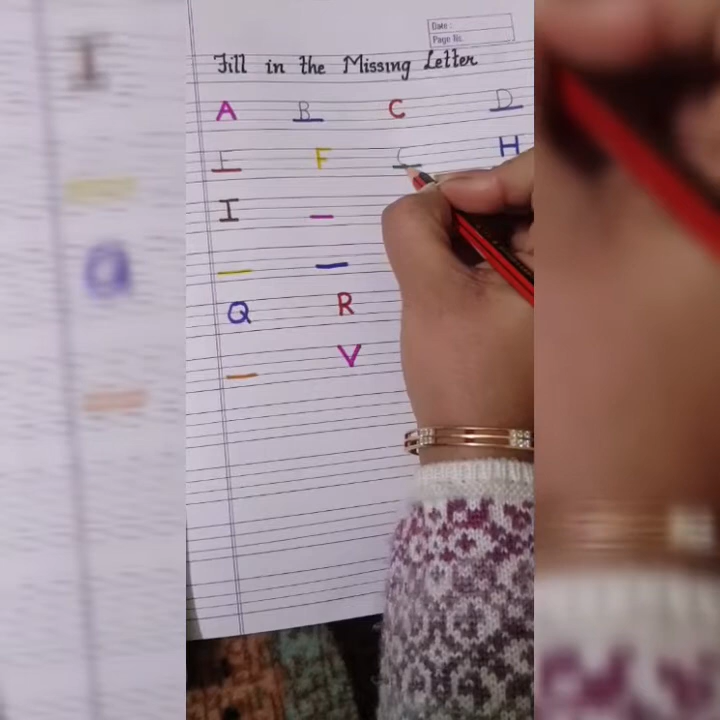 Date :
Page No.
Fill in the Missing Letter
A B C D
E F C H
I _ 
_ _
Q R
_ V